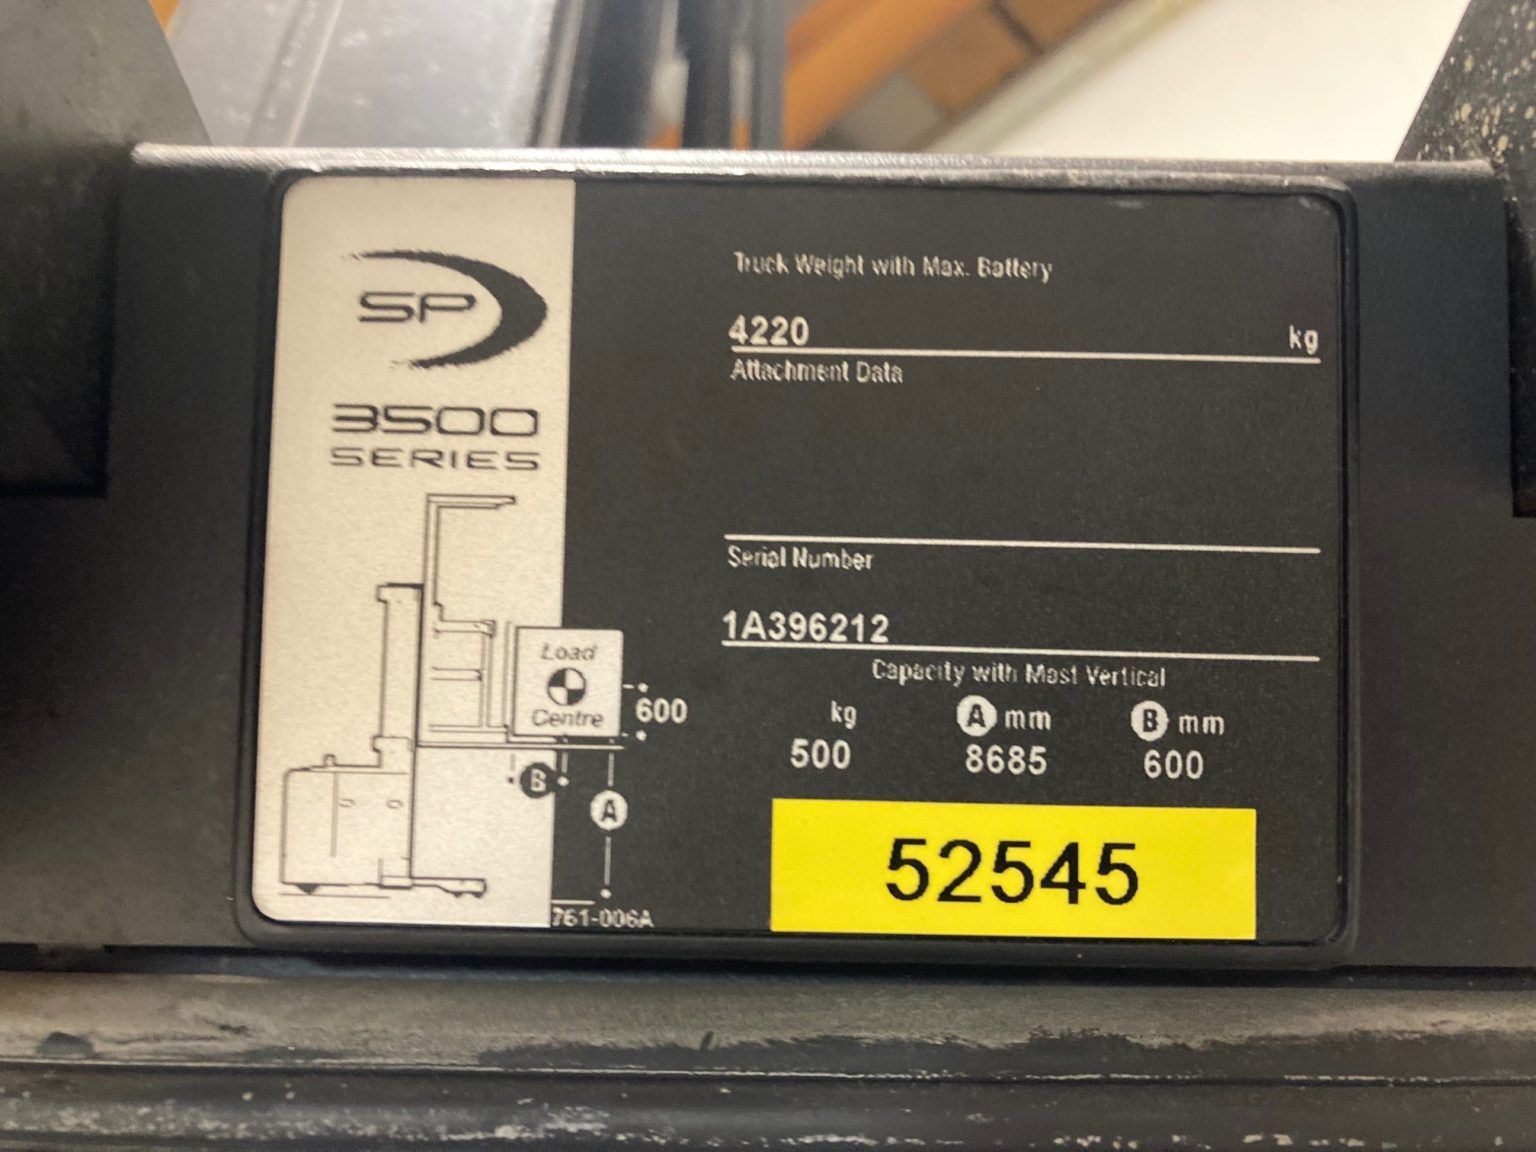 SP
3500
SERIES
Load
Centre
600
B
A
761-006A
Truck Weight with Max. Battery
4220 kg
Attachment Data
Serial Number
1A396212
Capacity with Mast Vertical
kg A mm B mm
500 8685 600
52545